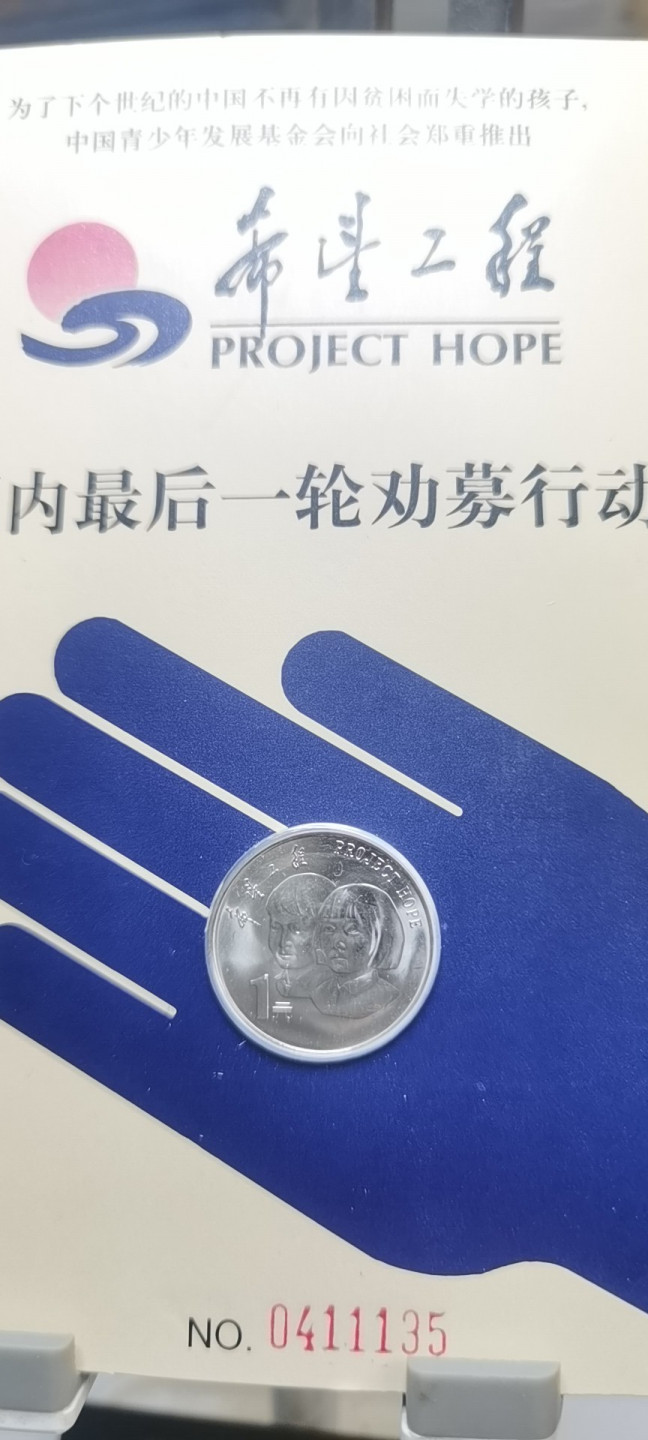 为了下个世纪的中国不再有因贫困而失学的孩子，
中国青少年发展基金会向社会郑重推出
希望工程
PROJECT HOPE
内最后一轮劝募行动
希望工程 PROJECT HOPE
1
NO. 0411135